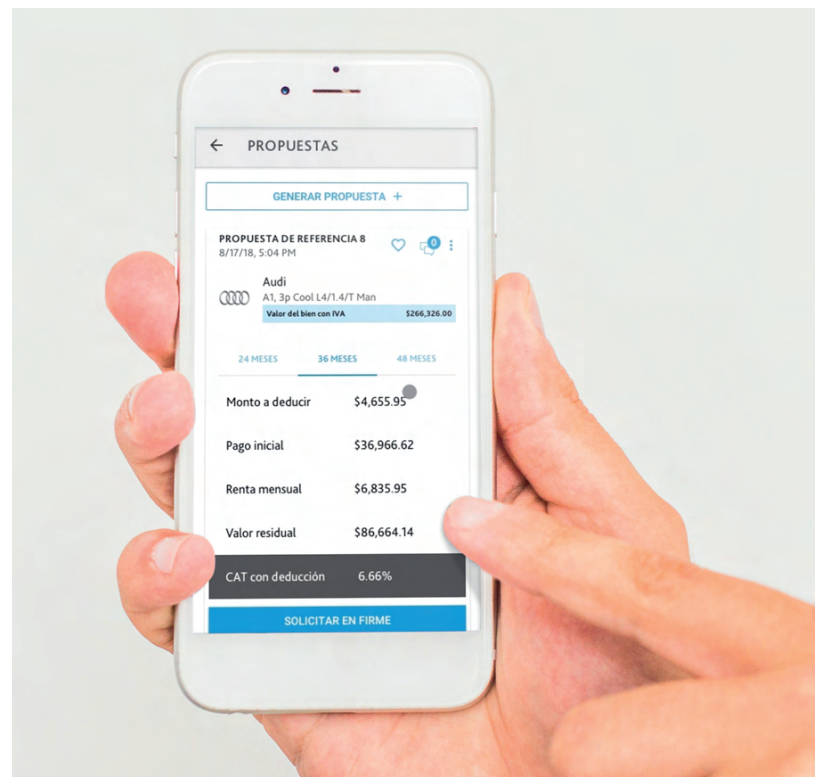 ← PROPUESTAS
GENERAR PROPUESTA +
PROPUESTA DE REFERENCIA 8
8/17/18, 5:04 PM
0
Audi
A1, 3p Cool L4/1.4/T Man
Valor del bien con IVA $266,326.00
24 MESES 36 MESES 48 MESES
Monto a deducir $4,655.95
Pago inicial $36,966.62
Renta mensual $6,835.95
Valor residual $86,664.14
CAT con deducción 6.66%
SOLICITAR EN FIRME